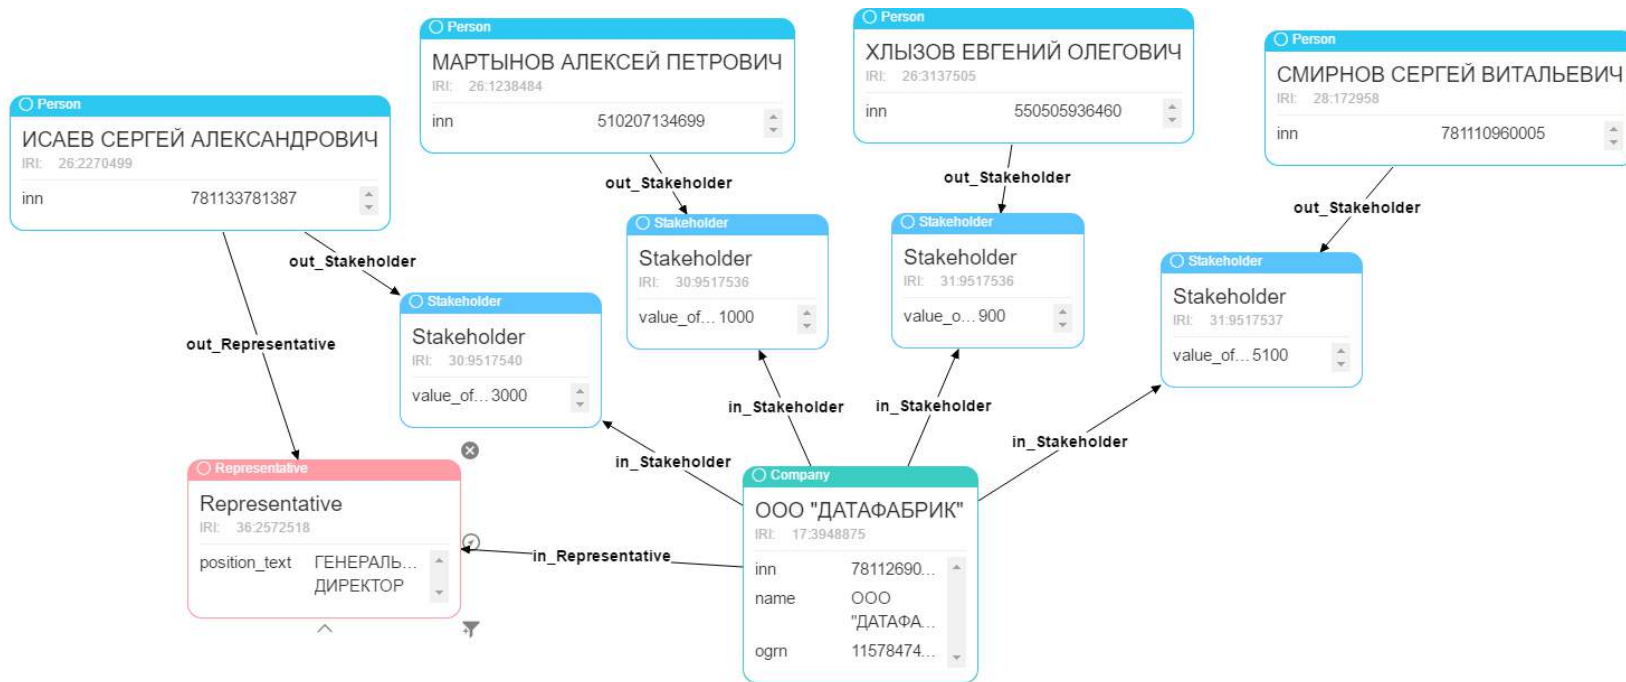 Person
ИСАЕВ СЕРГЕЙ АЛЕКСАНДРОВИЧ
IRI: 26:2270499
inn 781133781387
Person
МАРТЫНОВ АЛЕКСЕЙ ПЕТРОВИЧ
IRI: 26:1238484
inn 510207134699
Person
ХЛЫЗОВ ЕВГЕНИЙ ОЛЕГОВИЧ
IRI: 26:3137505
inn 550505936460
Person
СМИРНОВ СЕРГЕЙ ВИТАЛЬЕВИЧ
IRI: 28:172958
inn 781110960005
out_Stakeholder
out_Stakeholder
out_Stakeholder
out_Stakeholder
out_Representative
Stakeholder
Stakeholder
IRI: 30:9517540
value_of... 3000
Stakeholder
Stakeholder
IRI: 30:9517536
value_of... 1000
Stakeholder
Stakeholder
IRI: 31:9517536
value_o... 900
Stakeholder
Stakeholder
IRI: 31:9517537
value_of... 5100
in_Stakeholder
in_Stakeholder
in_Stakeholder
in_Stakeholder
Representative
Representative
IRI: 36:2572518
position_text ГЕНЕРАЛЬ...
ДИРЕКТОР
in_Representative
Company
ООО "ДАТАФАБРИК"
IRI: 17:3948875
inn 78112690...
name ООО
"ДАТАФА...
ogrn 11578474...